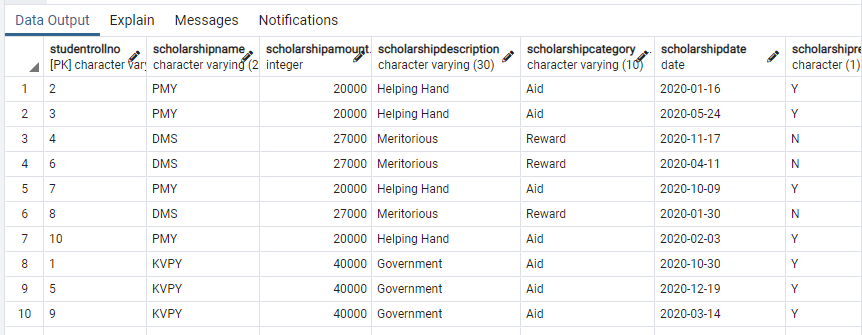 Data Output Explain Messages Notifications
studentrollno scholarshipname scholarshipamount scholarshipdescription scholarshipcategory scholarshipdate scholarshipre
[PK] character vary character varying (2 integer character varying (30) character varying (10) date character (1)
1 2 PMY 20000 Helping Hand Aid 2020-01-16 Y
2 3 PMY 20000 Helping Hand Aid 2020-05-24 Y
3 4 DMS 27000 Meritorious Reward 2020-11-17 N
4 6 DMS 27000 Meritorious Reward 2020-04-11 N
5 7 PMY 20000 Helping Hand Aid 2020-10-09 Y
6 8 DMS 27000 Meritorious Reward 2020-01-30 N
7 10 PMY 20000 Helping Hand Aid 2020-02-03 Y
8 1 KVPY 40000 Government Aid 2020-10-30 Y
9 5 KVPY 40000 Government Aid 2020-12-19 Y
10 9 KVPY 40000 Government Aid 2020-03-14 Y